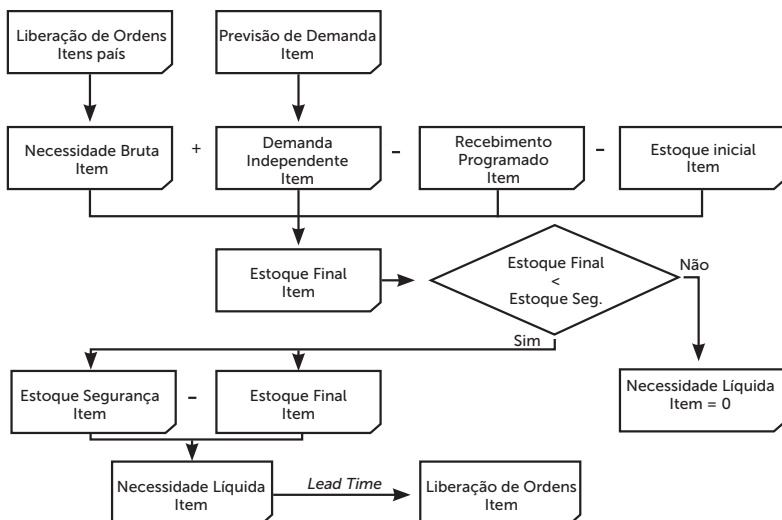 Liberação de Ordens
Itens país
Previsão de Demanda
Item
Necessidade Bruta
Item
+
Demanda
Independente
Item
-
Recebimento
Programado
Item
-
Estoque inicial
Item
Estoque Final
Item
Estoque Final
<
Estoque Seg.
Não
Sim
Necessidade Líquida
Item = 0
Estoque Segurança
Item
-
Estoque Final
Item
Necessidade Líquida
Item
Lead Time
Liberação de Ordens
Item